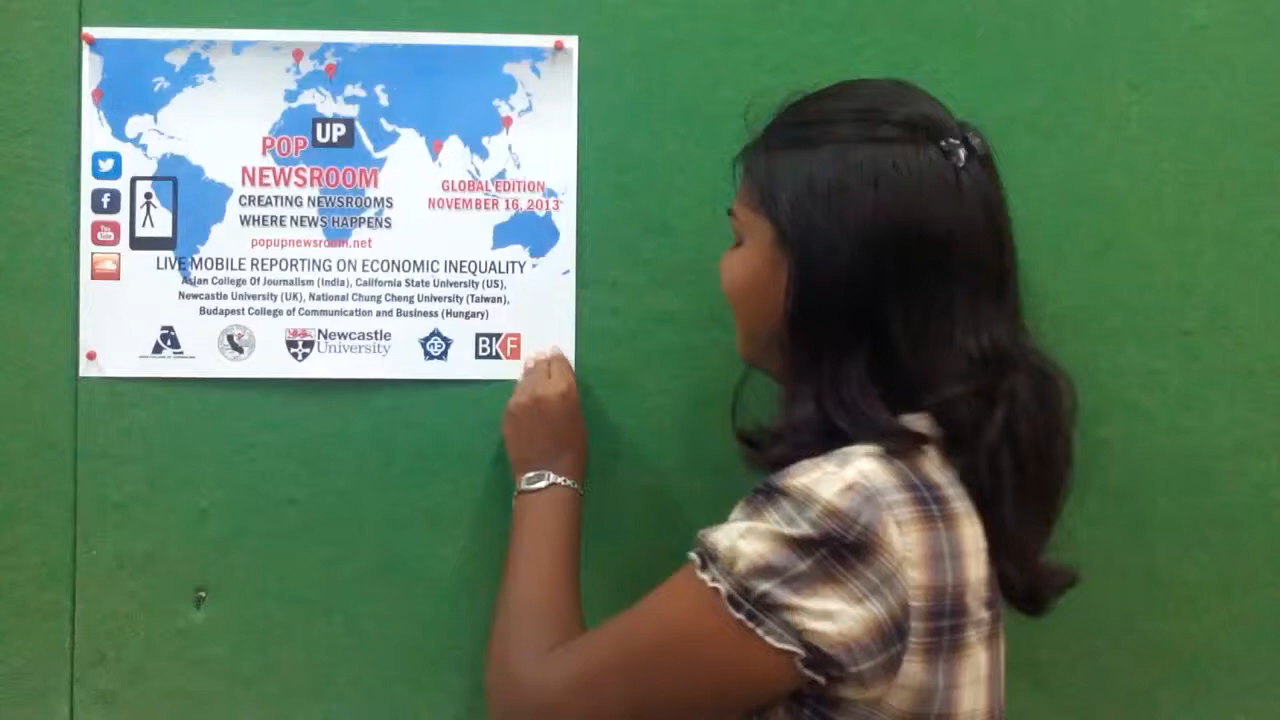 POP UP
NEWSROOM
CREATING NEWSROOMS
WHERE NEWS HAPPENS
popupnewsroom.net
GLOBAL EDITION
NOVEMBER 16, 2013
f
You
Tube
LIVE MOBILE REPORTING ON ECONOMIC INEQUALITY
Asian College Of Journalism (India), California State University (US),
Newcastle University (UK), National Chung Cheng University (Taiwan),
Budapest College of Communication and Business (Hungary)
Newcastle
University
BKF